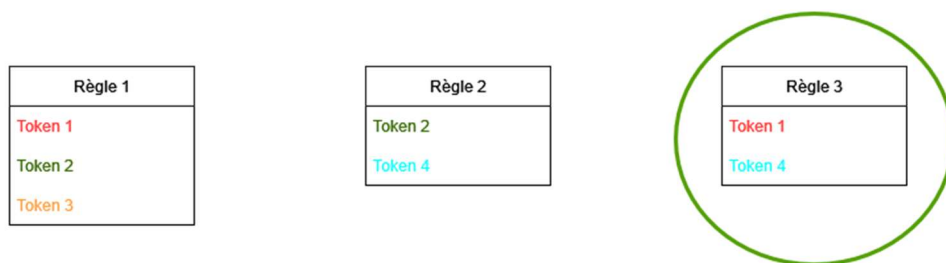 Règle 1
Token 1
Token 2
Token 3
Règle 2
Token 2
Token 4
Règle 3
Token 1
Token 4